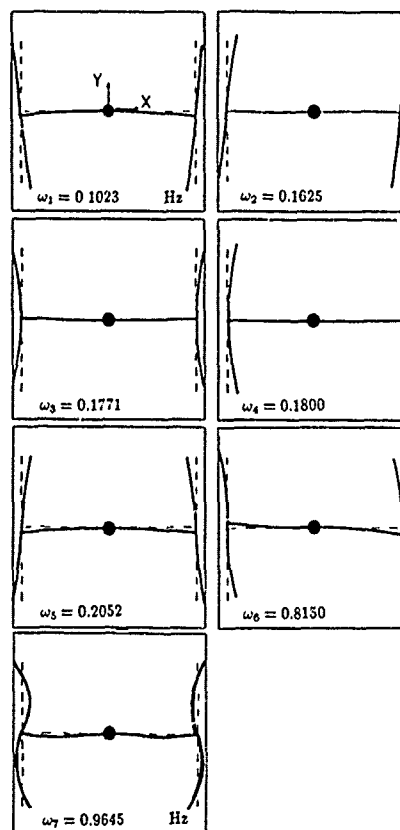 Y
X
ω₁ = 0 1023 Hz
ω₂ = 0.1625
ω₃ = 0.1771
ω₄ = 0.1800
ω₅ = 0.2052
ω₆ = 0.8130
ω₇ = 0.9645 Hz